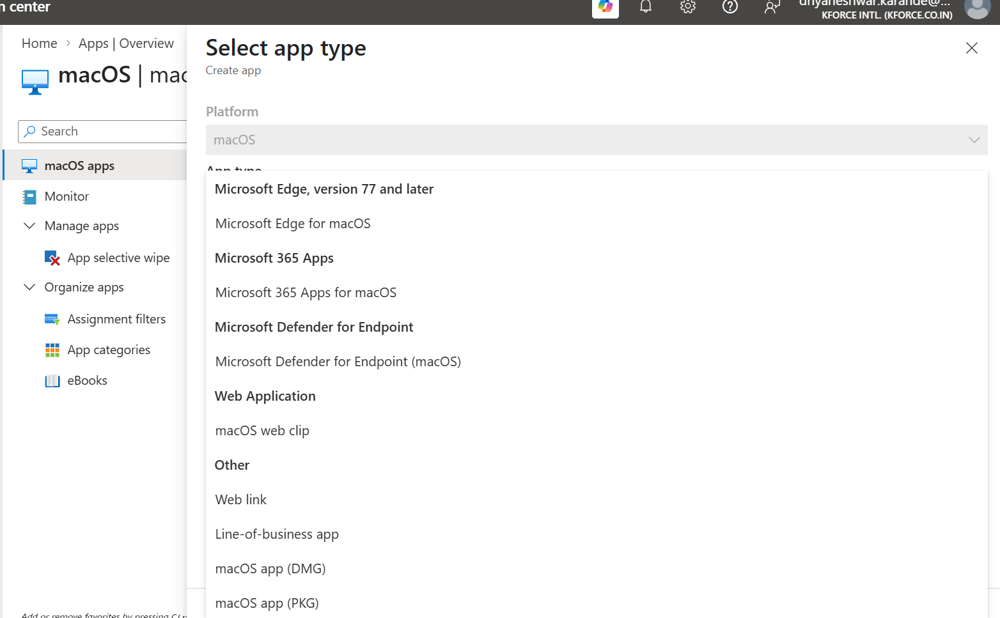 n center
dnyaneshwar.karande@...
KFORCE INTL. (KFORCE.CO.IN)
Home > Apps | Overview
macOS | mac
Search
macOS apps
Monitor
Manage apps
App selective wipe
Organize apps
Assignment filters
App categories
eBooks
Add or remove favorites by pressing
Select app type
Create app
Platform
macOS
App type
Microsoft Edge, version 77 and later
Microsoft Edge for macOS
Microsoft 365 Apps
Microsoft 365 Apps for macOS
Microsoft Defender for Endpoint
Microsoft Defender for Endpoint (macOS)
Web Application
macOS web clip
Other
Web link
Line-of-business app
macOS app (DMG)
macOS app (PKG)